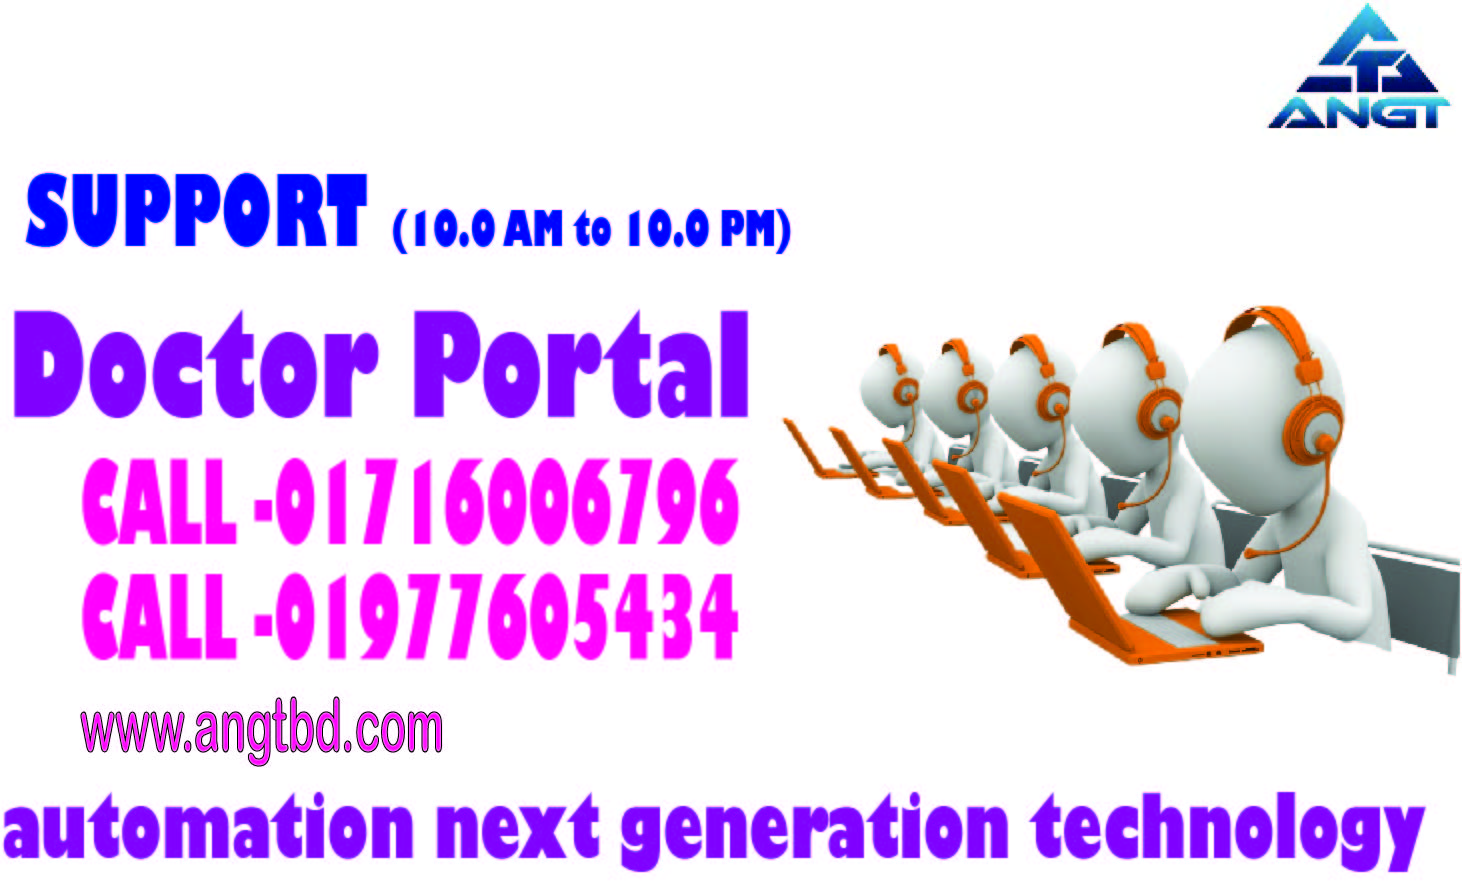 ANGT
SUPPORT (10.0 AM to 10.0 PM)
Doctor Portal
CALL -01716006796
CALL -01977605434
www.angtbd.com
automation next generation technology